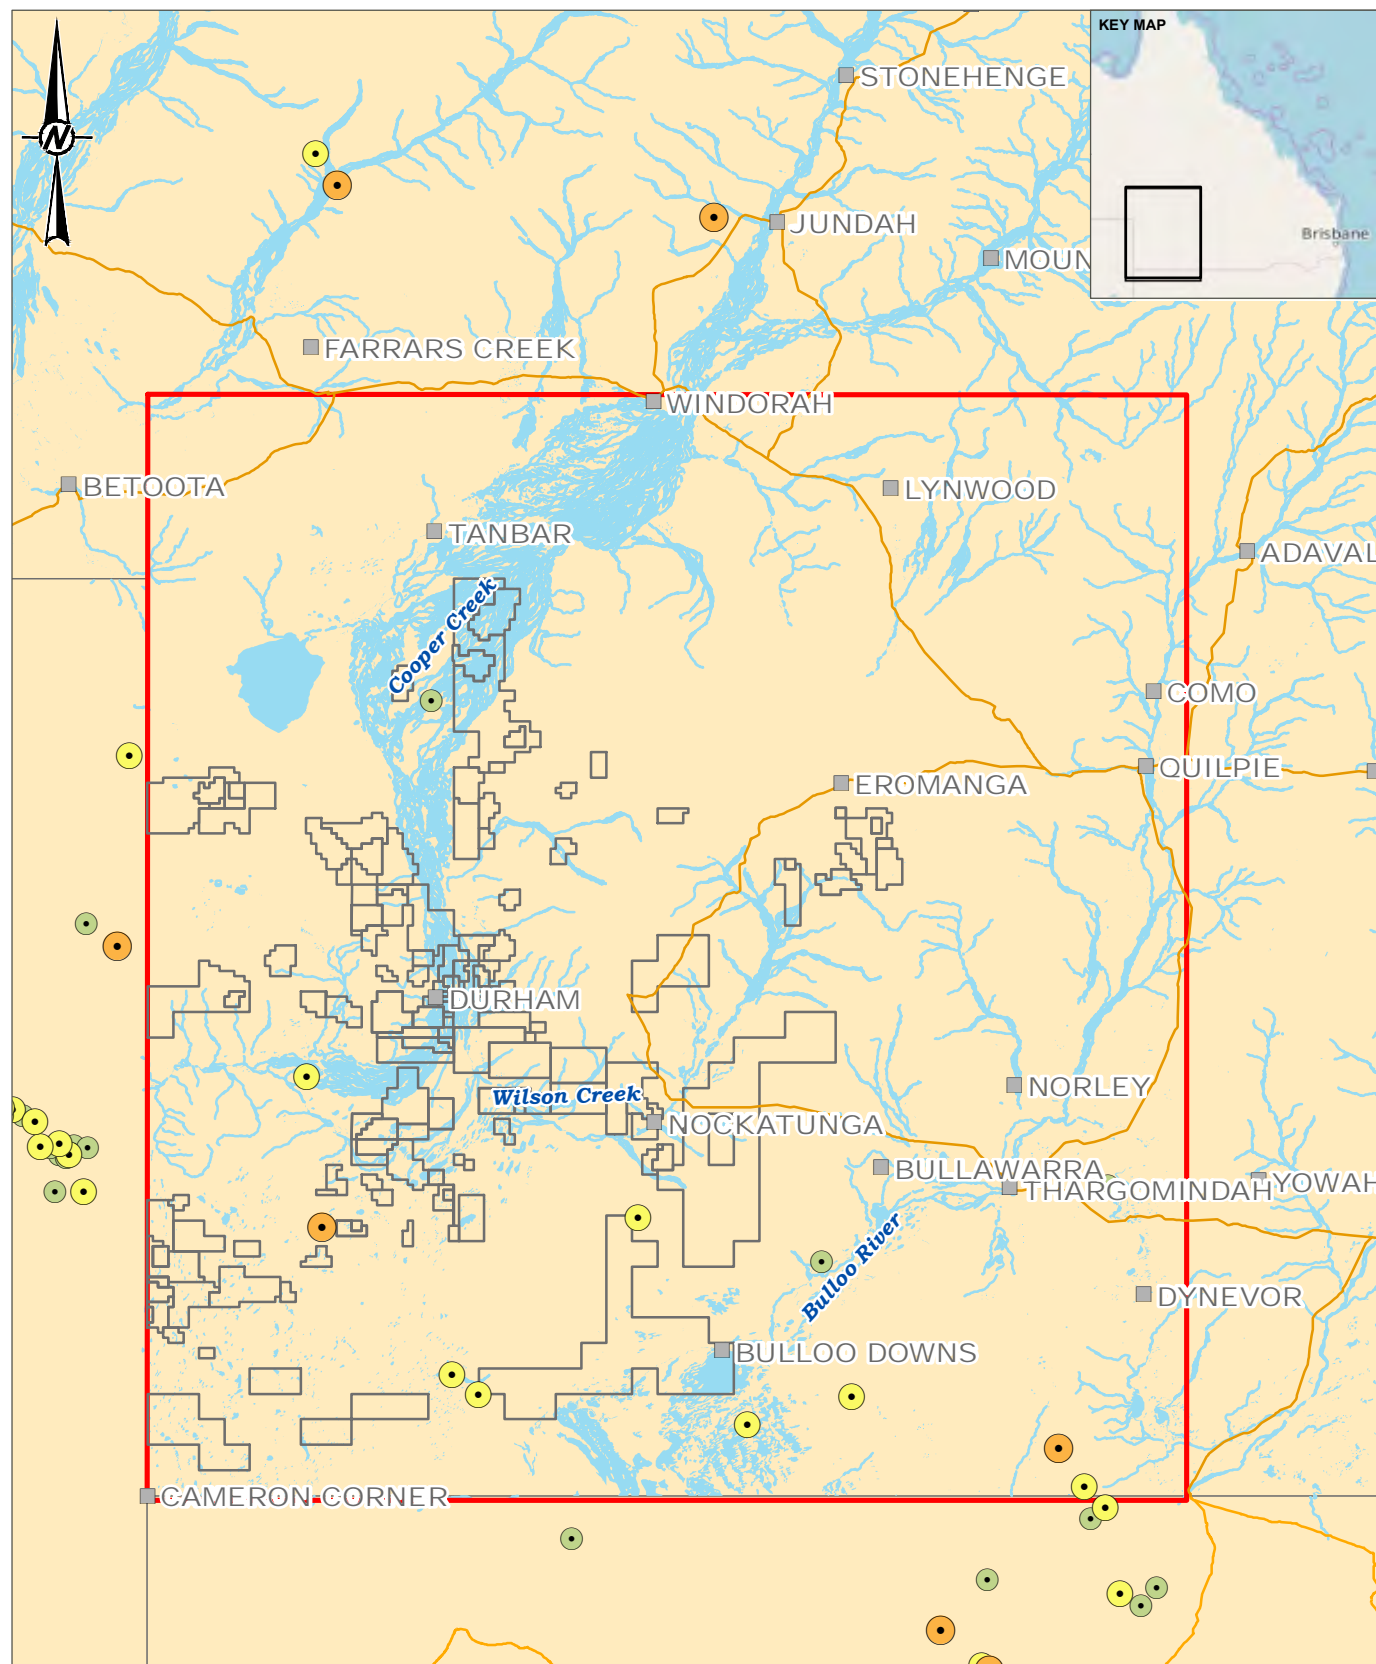 KEY MAP
Brisbane
N
STONEHENGE
JUNDAH
MOUN
FARRARS CREEK
WINDORAH
BETOOTA
LYNWOOD
TANBAR
ADAVAL
Cooper Creek
COMO
QUILPIE
EROMANGA
DURHAM
NORLEY
Wilson Creek
NOCKATUNGA
BULLAWARRA
THARGOMINDAH
YOWAH
Bulloo River
DYNEVOR
BULLOO DOWNS
CAMERON CORNER